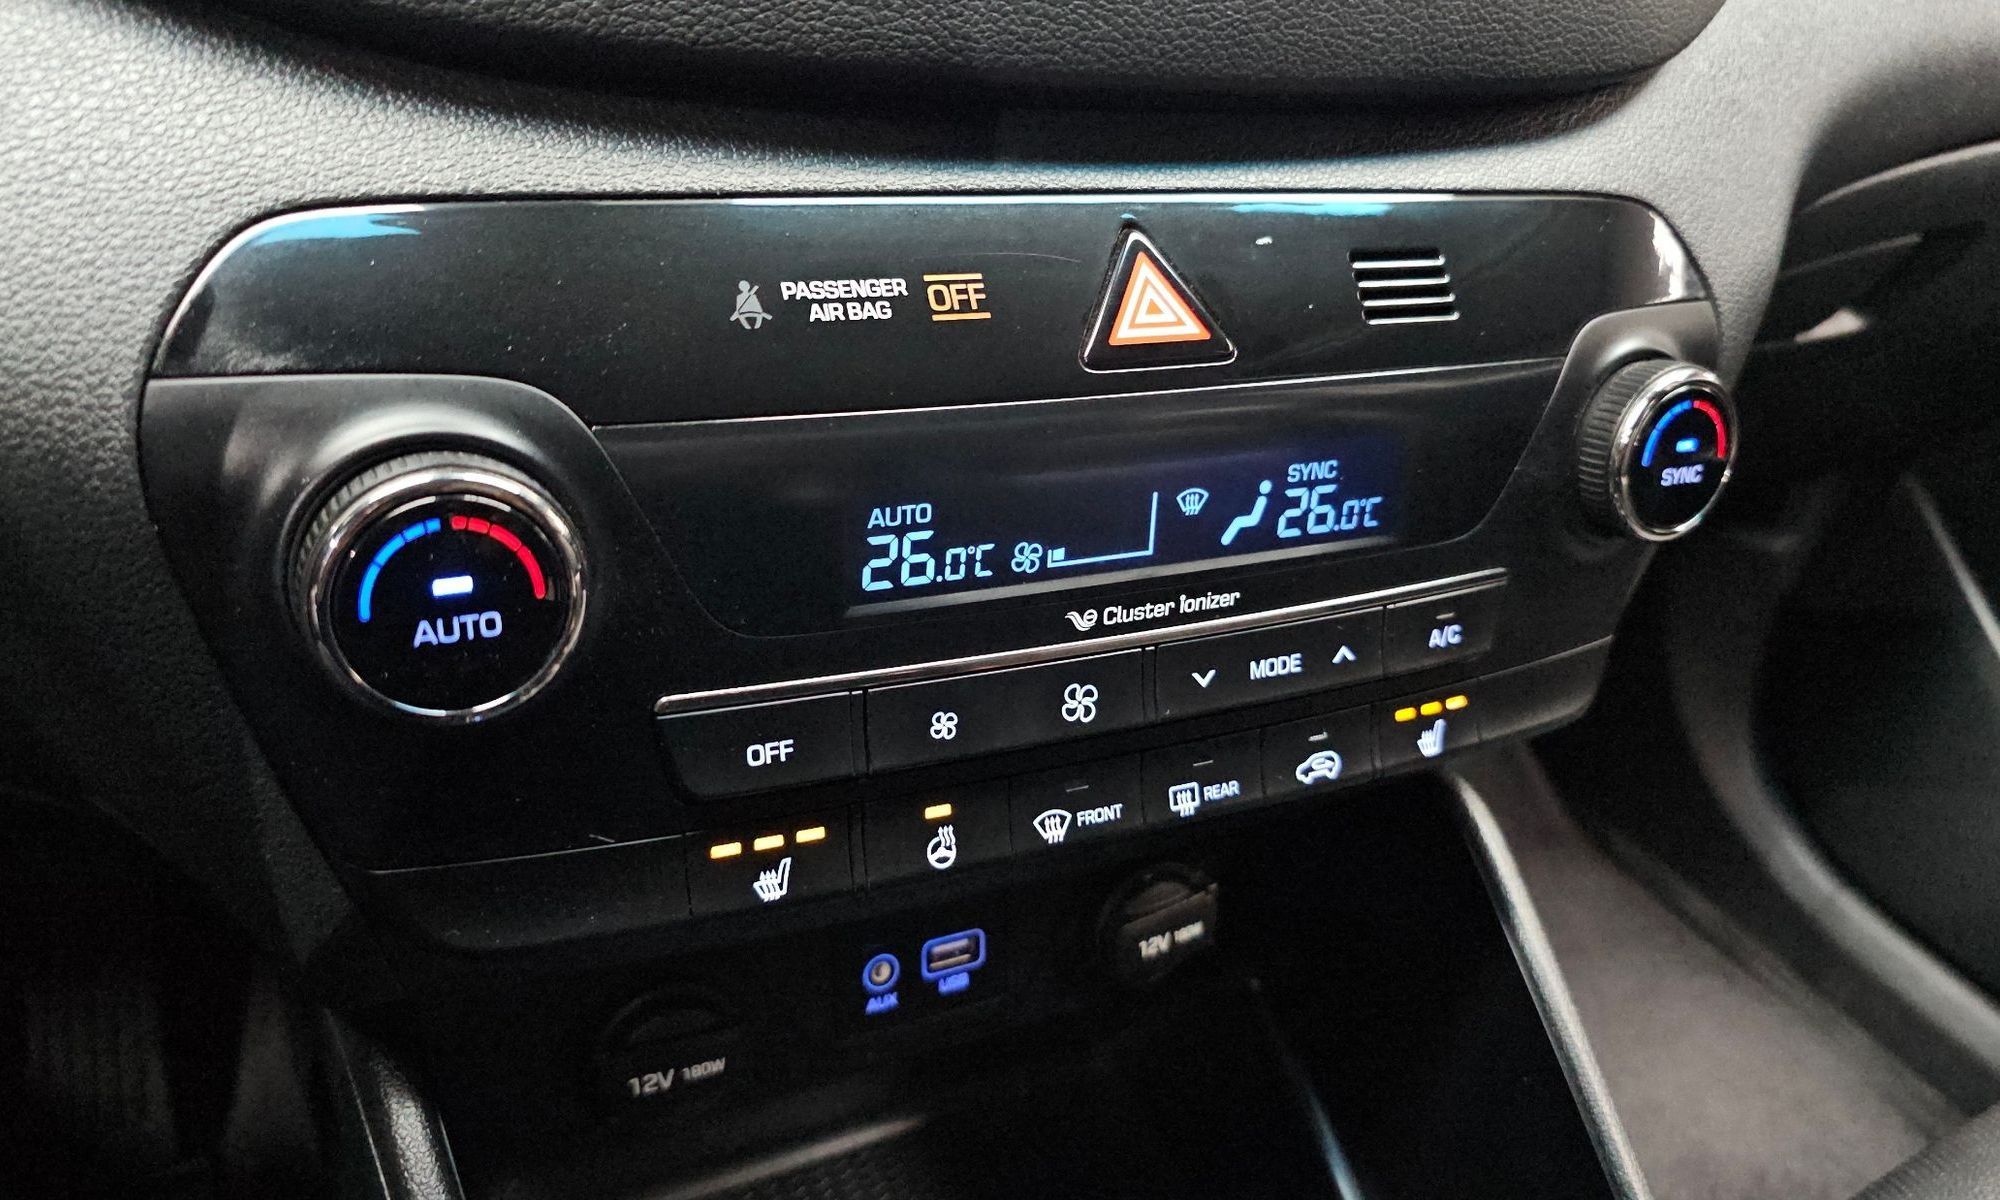 PASSENGER
AIR BAG
OFF
AUTO
26.0°C
SYNC
26.0°C
SYNC
AUTO
Cluster ionizer
OFF
MODE
A/C
FRONT
REAR
AUX
USB
12V 180W
12V 180W